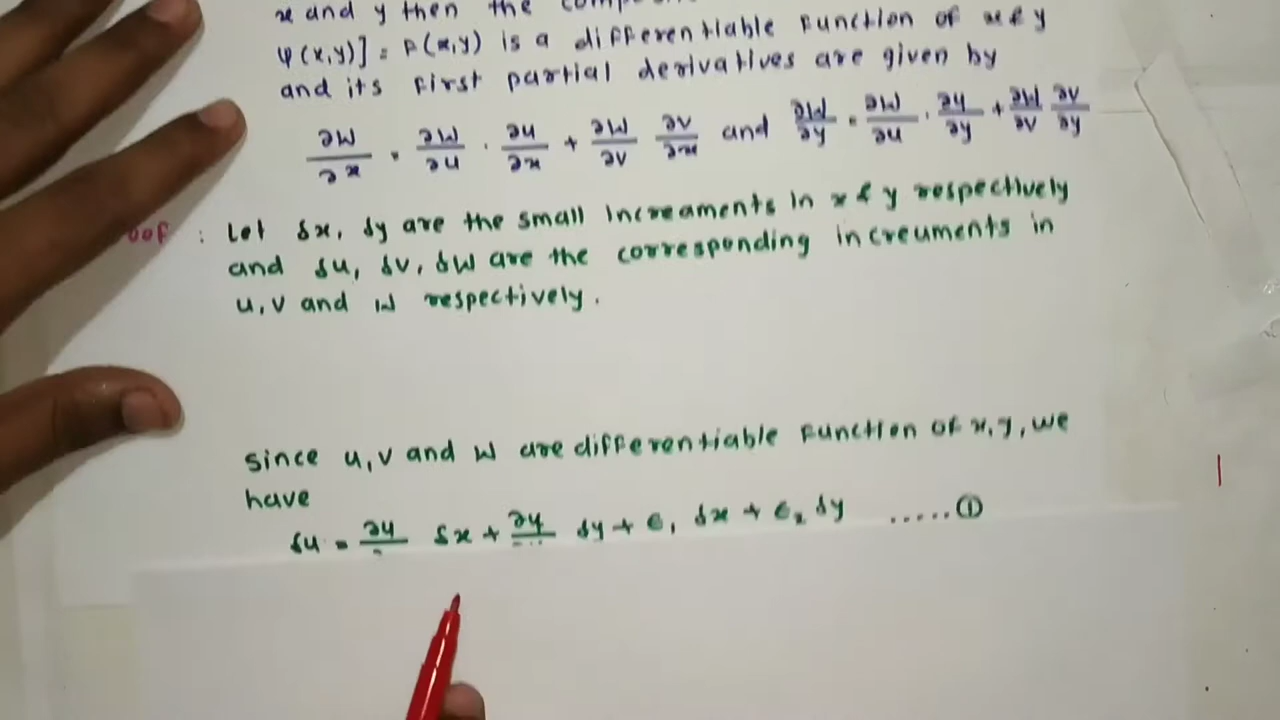 x and y then the
ψ(x,y)] = F(x,y) is a differentiable function of x & y
and its first partial derivatives are given by
∂w/∂x = ∂w/∂u · ∂u/∂x + ∂w/∂v ∂v/∂x and ∂w/∂y = ∂w/∂u · ∂u/∂y + ∂w/∂v ∂v/∂y
oof : Let δx, δy are the small increaments in x & y respectively
and δu, δv, δw are the corresponding increuments in
u, v and w respectively.
since u, v and w are differentiable function of x, y, we
have
δu = ∂u δx + ∂u δy + ε₁ δx + ε₂ δy .....①